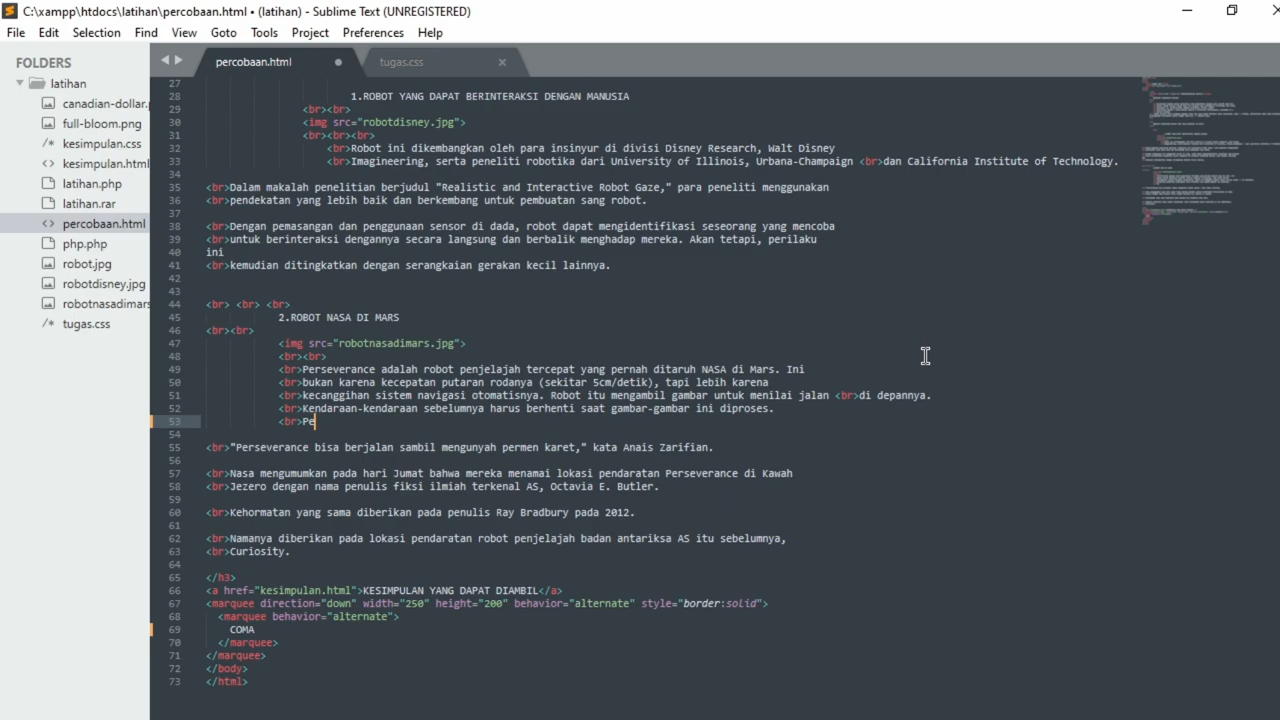 C:\xampp\htdocs\latihan\percobaan.html • (latihan) - Sublime Text (UNREGISTERED)
File Edit Selection Find View Goto Tools Project Preferences Help
FOLDERS
latihan
canadian-dollar.p
full-bloom.png
/* kesimpulan.css
<> kesimpulan.html
latihan.php
latihan.rar
<> percobaan.html
php.php
robot.jpg
robotdisney.jpg
robotnasadimars
/* tugas.css
percobaan.html
tugas.css
27
28 1.ROBOT YANG DAPAT BERINTERAKSI DENGAN MANUSIA
29 <br><br>
30 <img src="robotdisney.jpg">
31 <br><br><br>
32 <br>Robot ini dikembangkan oleh para insinyur di divisi Disney Research, Walt Disney
33 <br>Imagineering, serta peneliti robotika dari University of Illinois, Urbana-Champaign <br>dan California Institute of Technology.
34
35 <br>Dalam makalah penelitian berjudul "Realistic and Interactive Robot Gaze," para peneliti menggunakan
36 <br>pendekatan yang lebih baik dan berkembang untuk pembuatan sang robot.
37
38 <br>Dengan pemasangan dan penggunaan sensor di dada, robot dapat mengidentifikasi seseorang yang mencoba
39 <br>untuk berinteraksi dengannya secara langsung dan berbalik menghadap mereka. Akan tetapi, perilaku
40 ini
41 <br>kemudian ditingkatkan dengan serangkaian gerakan kecil lainnya.
42
43
44 <br> <br> <br>
45 2.ROBOT NASA DI MARS
46 <br><br>
47 <img src="robotnasadimars.jpg">
48 <br><br>
49 <br>Perseverance adalah robot penjelajah tercepat yang pernah ditaruh NASA di Mars. Ini
50 <br>bukan karena kecepatan putaran rodanya (sekitar 5cm/detik), tapi lebih karena
51 <br>kecanggihan sistem navigasi otomatisnya. Robot itu mengambil gambar untuk menilai jalan <br>di depannya.
52 <br>Kendaraan-kendaraan sebelumnya harus berhenti saat gambar-gambar ini diproses.
53 <br>Pe
54
55 <br>"Perseverance bisa berjalan sambil mengunyah permen karet," kata Anais Zarifian.
56
57 <br>Nasa mengumumkan pada hari Jumat bahwa mereka menamai lokasi pendaratan Perseverance di Kawah
58 <br>Jezero dengan nama penulis fiksi ilmiah terkenal AS, Octavia E. Butler.
59
60 <br>Kehormatan yang sama diberikan pada penulis Ray Bradbury pada 2012.
61
62 <br>Namanya diberikan pada lokasi pendaratan robot penjelajah badan antariksa AS itu sebelumnya,
63 <br>Curiosity.
64
65 </h3>
66 <a href="kesimpulan.html">KESIMPULAN YANG DAPAT DIAMBIL</a>
67 <marquee direction="down" width="250" height="200" behavior="alternate" style="border:solid">
68 <marquee behavior="alternate">
69 COMA
70 </marquee>
71 </marquee>
72 </body>
73 </html>